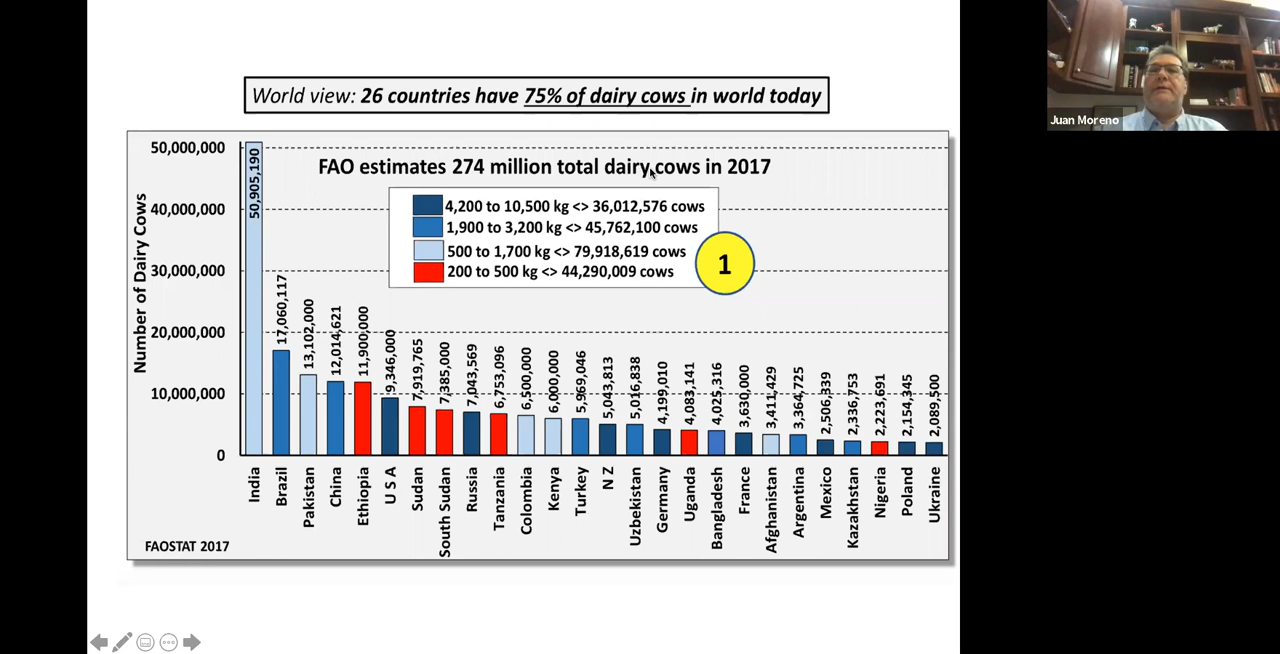 World view: 26 countries have 75% of dairy cows in world today
Juan Moreno
FAO estimates 274 million total dairy cows in 2017
4,200 to 10,500 kg <> 36,012,576 cows
1,900 to 3,200 kg <> 45,762,100 cows
500 to 1,700 kg <> 79,918,619 cows
200 to 500 kg <> 44,290,009 cows
1
Number of Dairy Cows
50,000,000
40,000,000
30,000,000
20,000,000
10,000,000
0
50,905,190
17,060,117
13,102,000
12,014,621
11,900,000
9,346,000
7,919,765
7,385,000
7,043,569
6,753,096
6,500,000
6,000,000
5,969,046
5,043,813
5,016,838
4,199,010
4,083,141
4,025,316
3,630,000
3,411,429
3,364,725
2,506,339
2,336,753
2,223,691
2,154,345
2,089,500
India
Brazil
Pakistan
China
Ethiopia
U S A
Sudan
South Sudan
Russia
Tanzania
Colombia
Kenya
Turkey
N Z
Uzbekistan
Germany
Uganda
Bangladesh
France
Afghanistan
Argentina
Mexico
Kazakhstan
Nigeria
Poland
Ukraine
FAOSTAT 2017